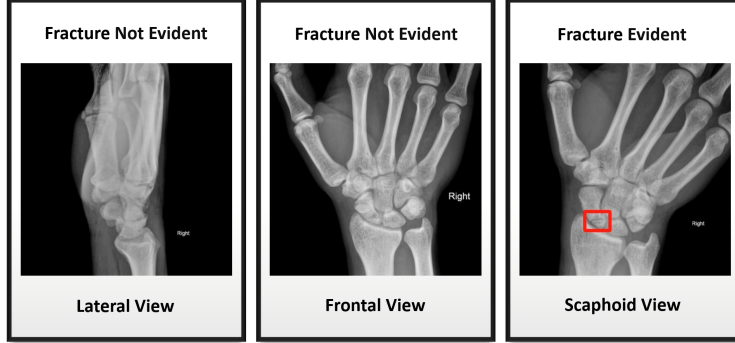 Fracture Not Evident
Right
Lateral View
Fracture Not Evident
Right
Frontal View
Fracture Evident
Right
Scaphoid View